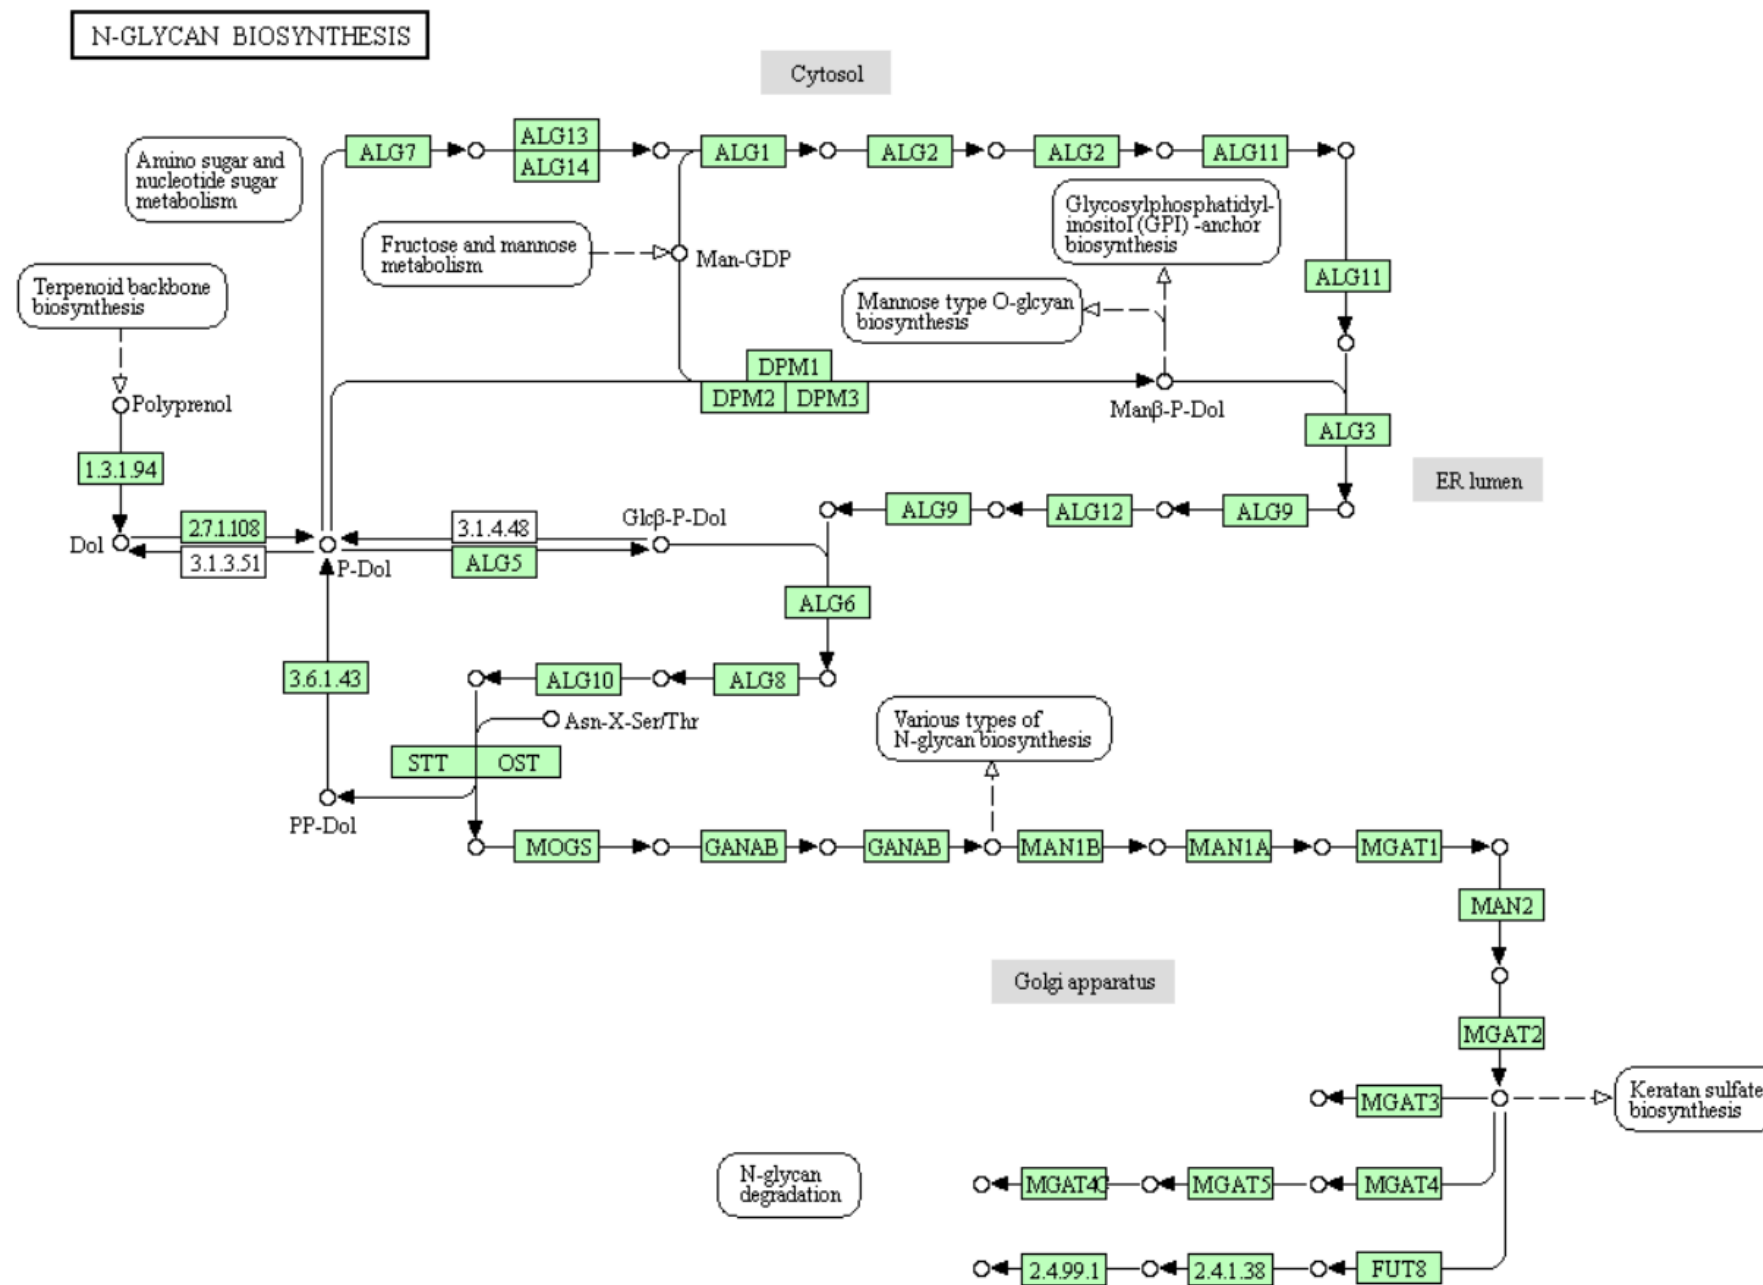 N-GLYCAN BIOSYNTHESIS
Cytosol
Amino sugar and
nucleotide sugar
metabolism
ALG7
ALG13
ALG14
ALG1
ALG2
ALG2
ALG11
Fructose and mannose
metabolism
Man-GDP
Glycosylphosphatidyl-
inositol (GPI) -anchor
biosynthesis
ALG11
Terpenoid backbone
biosynthesis
Mannose type O-glcyan
biosynthesis
DPM1
DPM2
DPM3
Manβ-P-Dol
Polyprenol
ALG3
1.3.1.94
ER lumen
ALG9
ALG12
ALG9
Dol
2.7.1.108
3.1.3.51
P-Dol
3.1.4.48
ALG5
Glcβ-P-Dol
ALG6
3.6.1.43
ALG10
ALG8
Asn-X-Ser/Thr
STT
OST
Various types of
N-glycan biosynthesis
PP-Dol
MOGS
GANAB
GANAB
MAN1B
MAN1A
MGAT1
MAN2
Golgi apparatus
MGAT2
MGAT3
Keratan sulfate
biosynthesis
N-glycan
degradation
MGAT4C
MGAT5
MGAT4
2.4.99.1
2.4.1.38
FUT8